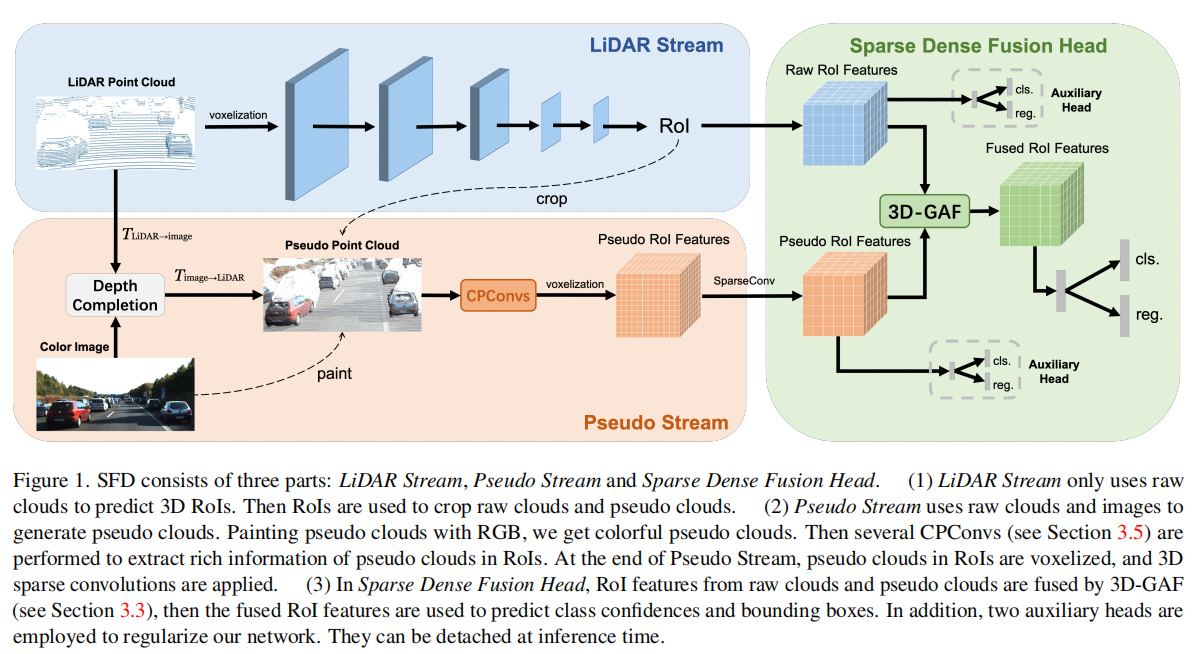 LiDAR Stream
LiDAR Point Cloud
voxelization
RoI
crop
Sparse Dense Fusion Head
Raw RoI Features
cls.
reg.
Auxiliary
Head
Fused RoI Features
3D-GAF
Pseudo RoI Features
cls.
reg.
cls.
reg.
Auxiliary
Head
T LiDAR→image
Depth
Completion
T image→LiDAR
Pseudo Point Cloud
CPConvs
voxelization
Pseudo RoI Features
SparseConv
Color Image
paint
Pseudo Stream
Figure 1. SFD consists of three parts: LiDAR Stream, Pseudo Stream and Sparse Dense Fusion Head. (1) LiDAR Stream only uses raw
clouds to predict 3D RoIs. Then RoIs are used to crop raw clouds and pseudo clouds. (2) Pseudo Stream uses raw clouds and images to
generate pseudo clouds. Painting pseudo clouds with RGB, we get colorful pseudo clouds. Then several CPConvs (see Section 3.5) are
performed to extract rich information of pseudo clouds in RoIs. At the end of Pseudo Stream, pseudo clouds in RoIs are voxelized, and 3D
sparse convolutions are applied. (3) In Sparse Dense Fusion Head, RoI features from raw clouds and pseudo clouds are fused by 3D-GAF
(see Section 3.3), then the fused RoI features are used to predict class confidences and bounding boxes. In addition, two auxiliary heads are
employed to regularize our network. They can be detached at inference time.